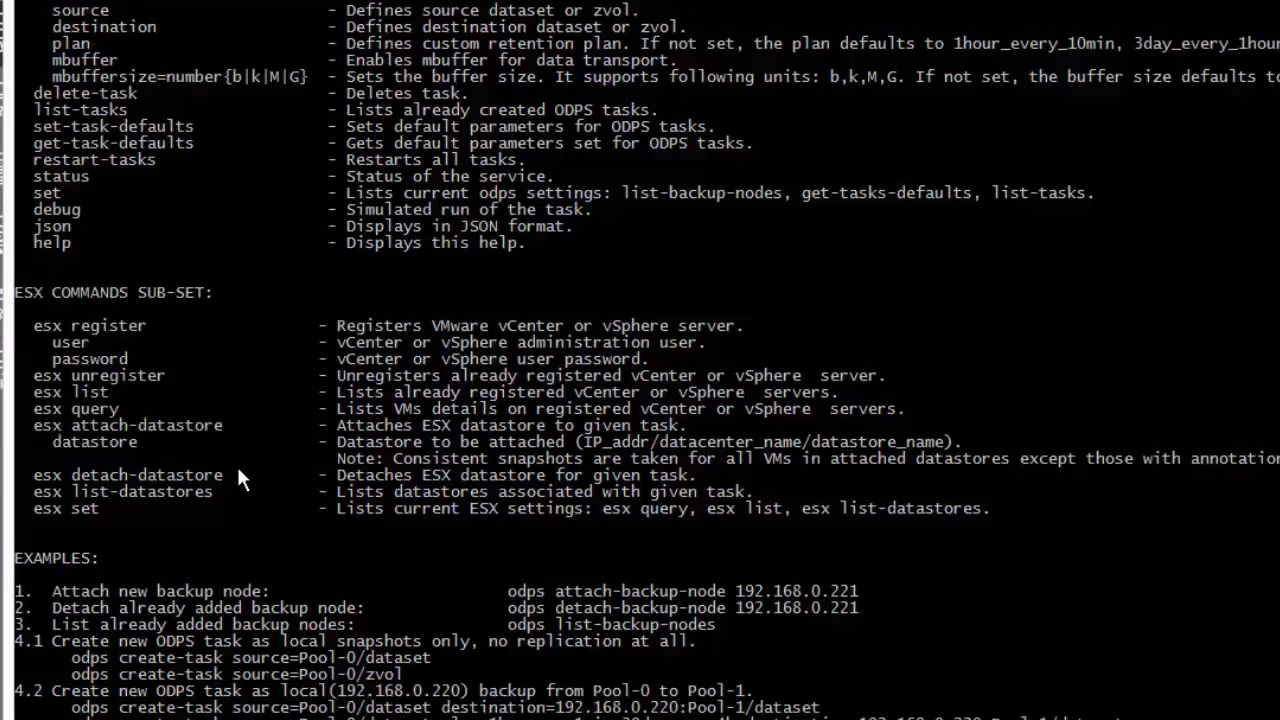 source - Defines source dataset or zvol.
destination - Defines destination dataset or zvol.
plan - Defines custom retention plan. If not set, the plan defaults to 1hour_every_10min, 3day_every_1hour
mbuffer - Enables mbuffer for data transport.
mbuffersize=number{b|k|M|G} - Sets the buffer size. It supports following units: b,k,M,G. If not set, the buffer size defaults to
delete-task - Deletes task.
list-tasks - Lists already created ODPS tasks.
set-task-defaults - Sets default parameters for ODPS tasks.
get-task-defaults - Gets default parameters set for ODPS tasks.
restart-tasks - Restarts all tasks.
status - Status of the service.
set - Lists current odps settings: list-backup-nodes, get-tasks-defaults, list-tasks.
debug - Simulated run of the task.
json - Displays in JSON format.
help - Displays this help.
ESX COMMANDS SUB-SET:
esx register - Registers VMware vCenter or vSphere server.
user - vCenter or vSphere administration user.
password - vCenter or vSphere user password.
esx unregister - Unregisters already registered vCenter or vSphere  server.
esx list - Lists already registered vCenter or vSphere  servers.
esx query - Lists VMs details on registered vCenter or vSphere  servers.
esx attach-datastore - Attaches ESX datastore to given task.
datastore - Datastore to be attached (IP_addr/datacenter_name/datastore_name).
Note: Consistent snapshots are taken for all VMs in attached datastores except those with annotation
esx detach-datastore - Detaches ESX datastore for given task.
esx list-datastores - Lists datastores associated with given task.
esx set - Lists current ESX settings: esx query, esx list, esx list-datastores.
EXAMPLES:
1. Attach new backup node: odps attach-backup-node 192.168.0.221
2. Detach already added backup node: odps detach-backup-node 192.168.0.221
3. List already added backup nodes: odps list-backup-nodes
4.1 Create new ODPS task as local snapshots only, no replication at all.
odps create-task source=Pool-0/dataset
odps create-task source=Pool-0/zvol
4.2 Create new ODPS task as local(192.168.0.220) backup from Pool-0 to Pool-1.
odps create-task source=Pool-0/dataset destination=192.168.0.220:Pool-1/dataset